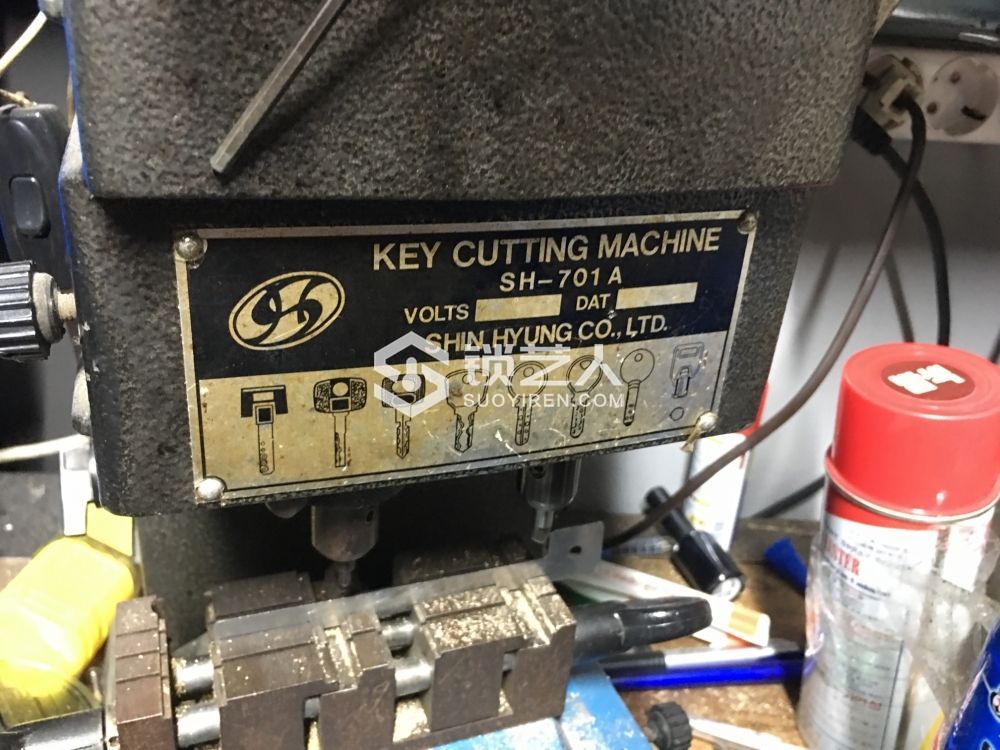 KEY CUTTING MACHINE
SH-701A
VOLTS DAT
SHIN HYUNG CO., LTD.
锁艺人
SUOYIREN.COM